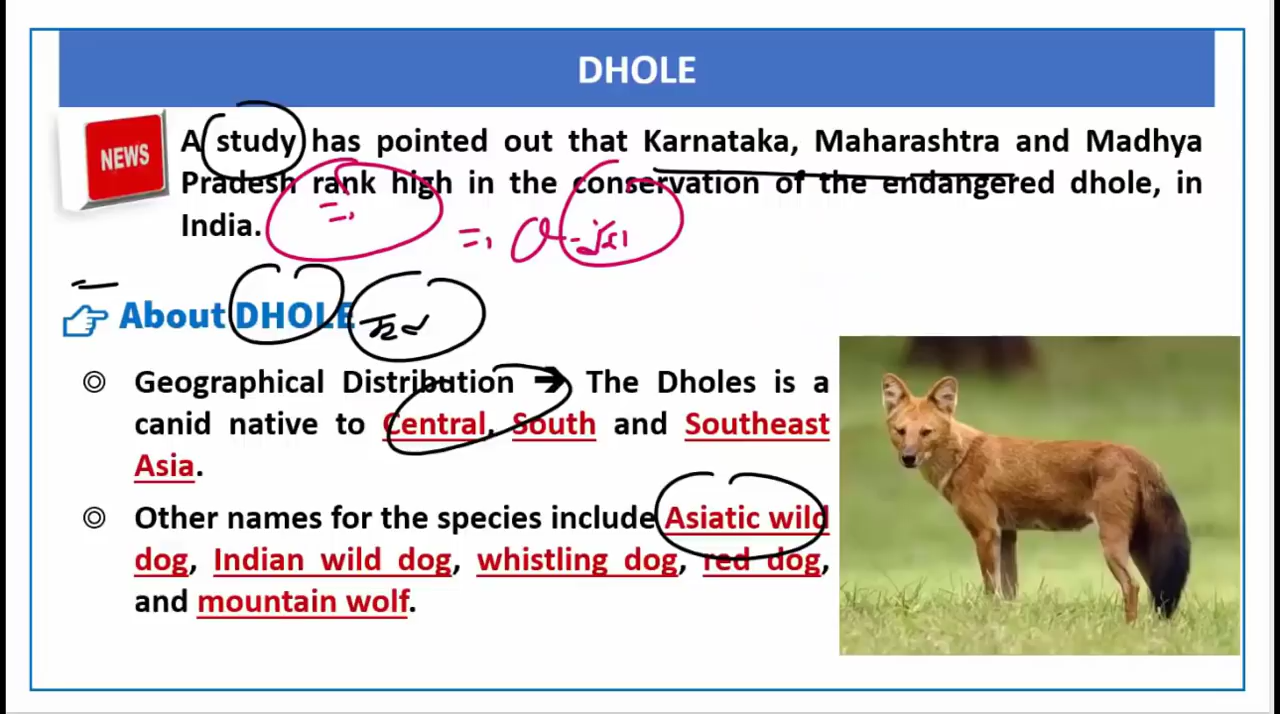 DHOLE
NEWS
A study has pointed out that Karnataka, Maharashtra and Madhya
Pradesh rank high in the conservation of the endangered dhole, in
India.
About DHOLE
Geographical Distribution ➔ The Dholes is a
canid native to Central, South and Southeast
Asia.
Other names for the species include Asiatic wild
dog, Indian wild dog, whistling dog, red dog,
and mountain wolf.